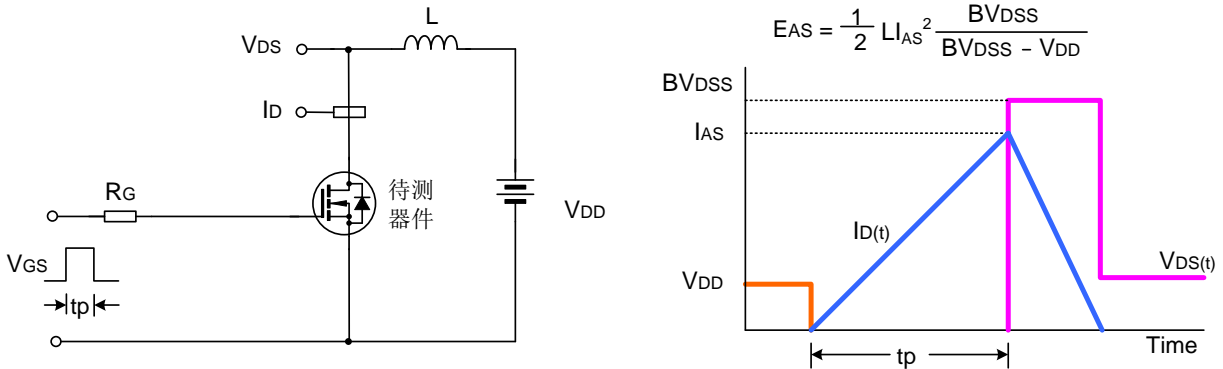 L
VDS
ID
RG
待测
器件
VDD
VGS
tp
EAS = 1/2 LIAS² BVDSS / (BVDSS – VDD)
BVDSS
IAS
ID(t)
VDD
VDS(t)
Time
tp